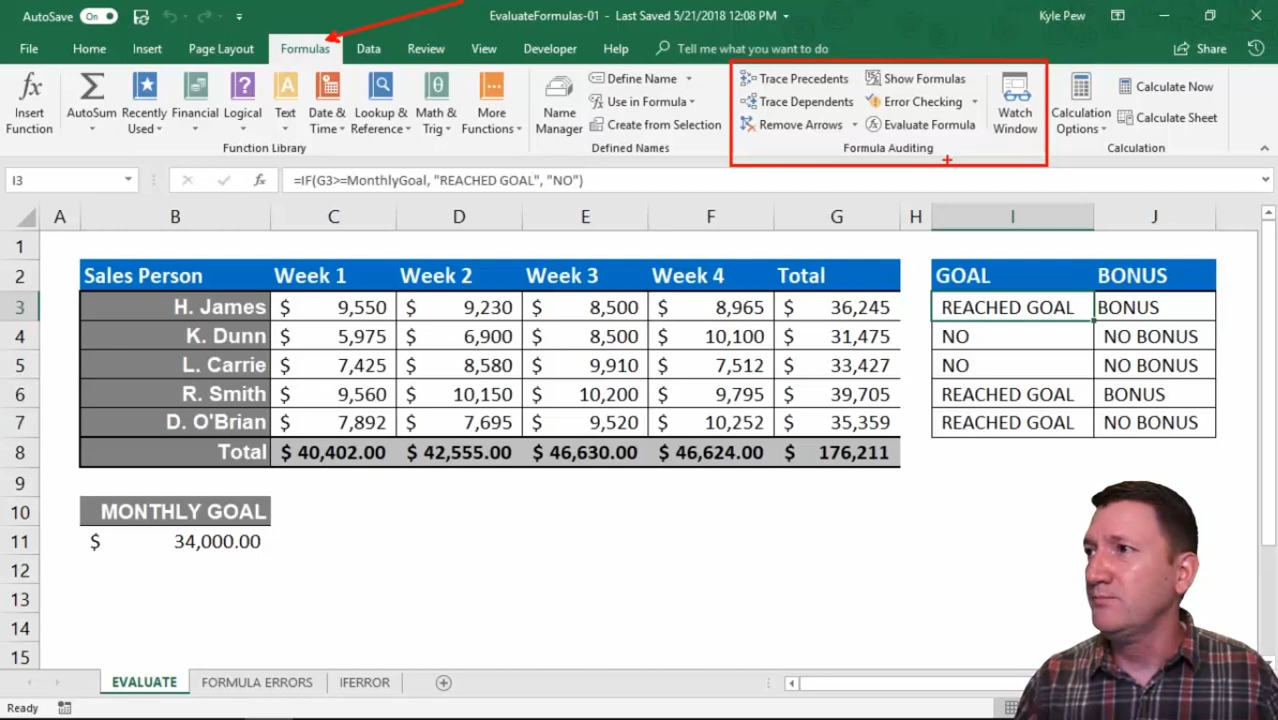 AutoSave On EvaluateFormulas-01 - Last Saved 5/21/2018 12:08 PM Kyle Pew
File Home Insert Page Layout Formulas Data Review View Developer Help Tell me what you want to do Share
fx Insert Function
AutoSum
Recently Used
Financial
Logical
Text
Date & Time
Lookup & Reference
Math & Trig
More Functions
Function Library
Name Manager
Define Name
Use in Formula
Create from Selection
Defined Names
Trace Precedents
Trace Dependents
Remove Arrows
Show Formulas
Error Checking
Evaluate Formula
Watch Window
Formula Auditing
Calculation Options
Calculate Now
Calculate Sheet
Calculation
I3 fx =IF(G3>=MonthlyGoal, "REACHED GOAL", "NO")
A B C D E F G H I J
1
2 Sales Person Week 1 Week 2 Week 3 Week 4 Total GOAL BONUS
3 H. James $ 9,550 $ 9,230 $ 8,500 $ 8,965 $ 36,245 REACHED GOAL BONUS
4 K. Dunn $ 5,975 $ 6,900 $ 8,500 $ 10,100 $ 31,475 NO NO BONUS
5 L. Carrie $ 7,425 $ 8,580 $ 9,910 $ 7,512 $ 33,427 NO NO BONUS
6 R. Smith $ 9,560 $ 10,150 $ 10,200 $ 9,795 $ 39,705 REACHED GOAL BONUS
7 D. O'Brian $ 7,892 $ 7,695 $ 9,520 $ 10,252 $ 35,359 REACHED GOAL NO BONUS
8 Total $ 40,402.00 $ 42,555.00 $ 46,630.00 $ 46,624.00 $ 176,211
9
10 MONTHLY GOAL
11 $ 34,000.00
12
13
14
15
EVALUATE FORMULA ERRORS IFERROR
Ready